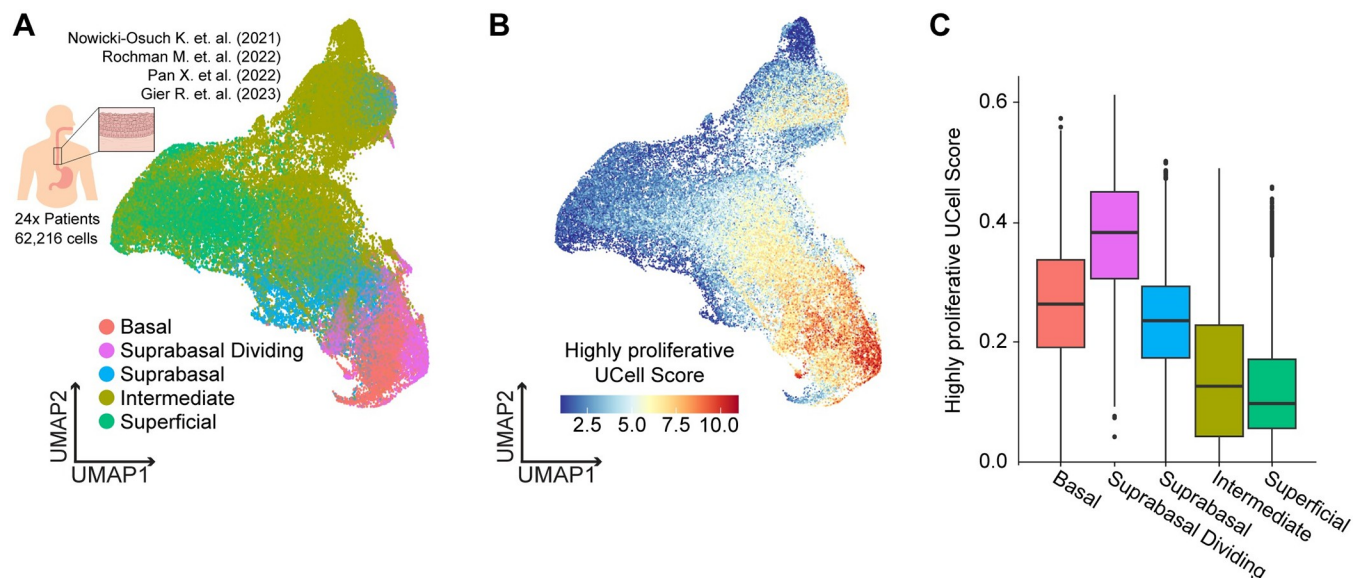 A
Nowicki-Osuch K. et. al. (2021)
Rochman M. et. al. (2022)
Pan X. et al. (2022)
Gier R. et. al. (2023)
24x Patients
62,216 cells
Basal
Suprabasal Dividing
Suprabasal
Intermediate
Superficial
UMAP2
UMAP1
B
Highly proliferative
UCell Score
2.5 5.0 7.5 10.0
UMAP2
UMAP1
C
Highly proliferative UCell Score
0.6
0.4
0.2
0.0
Basal
Suprabasal Dividing
Suprabasal
Intermediate
Superficial